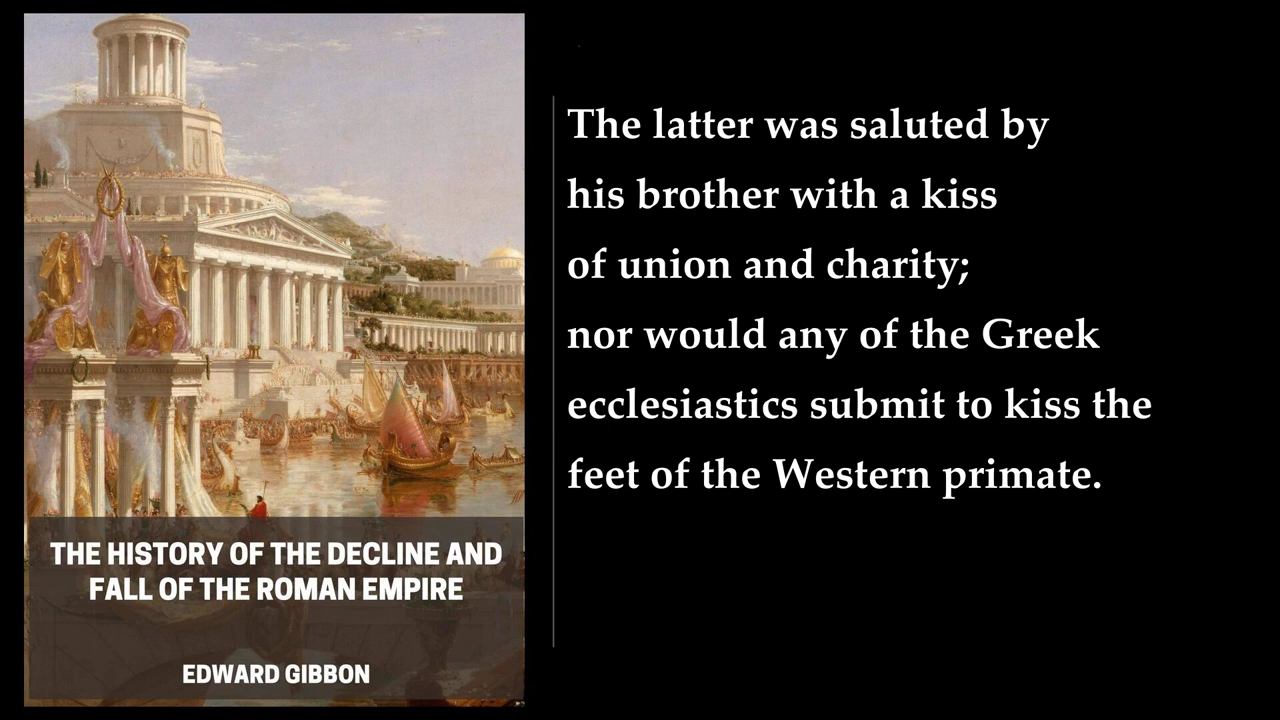 The latter was saluted by
his brother with a kiss
of union and charity;
nor would any of the Greek
ecclesiastics submit to kiss the
feet of the Western primate.
THE HISTORY OF THE DECLINE AND
FALL OF THE ROMAN EMPIRE
EDWARD GIBBON